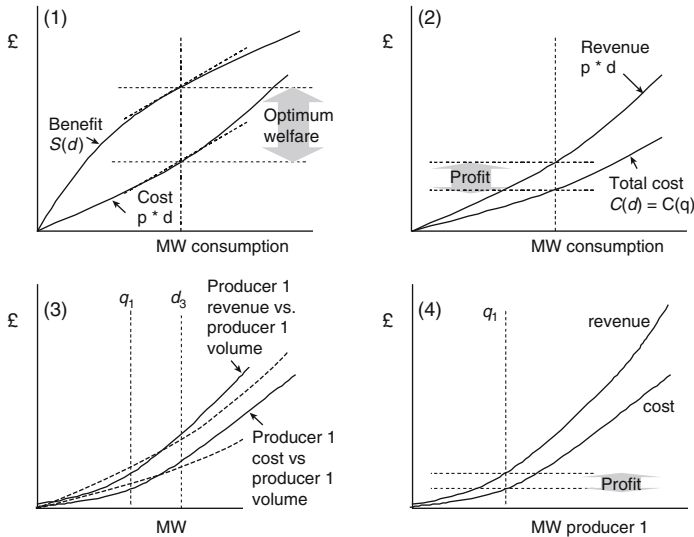 (1)
£
Benefit
S(d)
Optimum
welfare
Cost
p * d
MW consumption
(2)
£
Revenue
p * d
Profit
Total cost
C(d) = C(q)
MW consumption
(3)
£
q1
d3
Producer 1
revenue vs.
producer 1
volume
Producer 1
cost vs
producer 1
volume
MW
(4)
£
q1
revenue
cost
Profit
MW producer 1